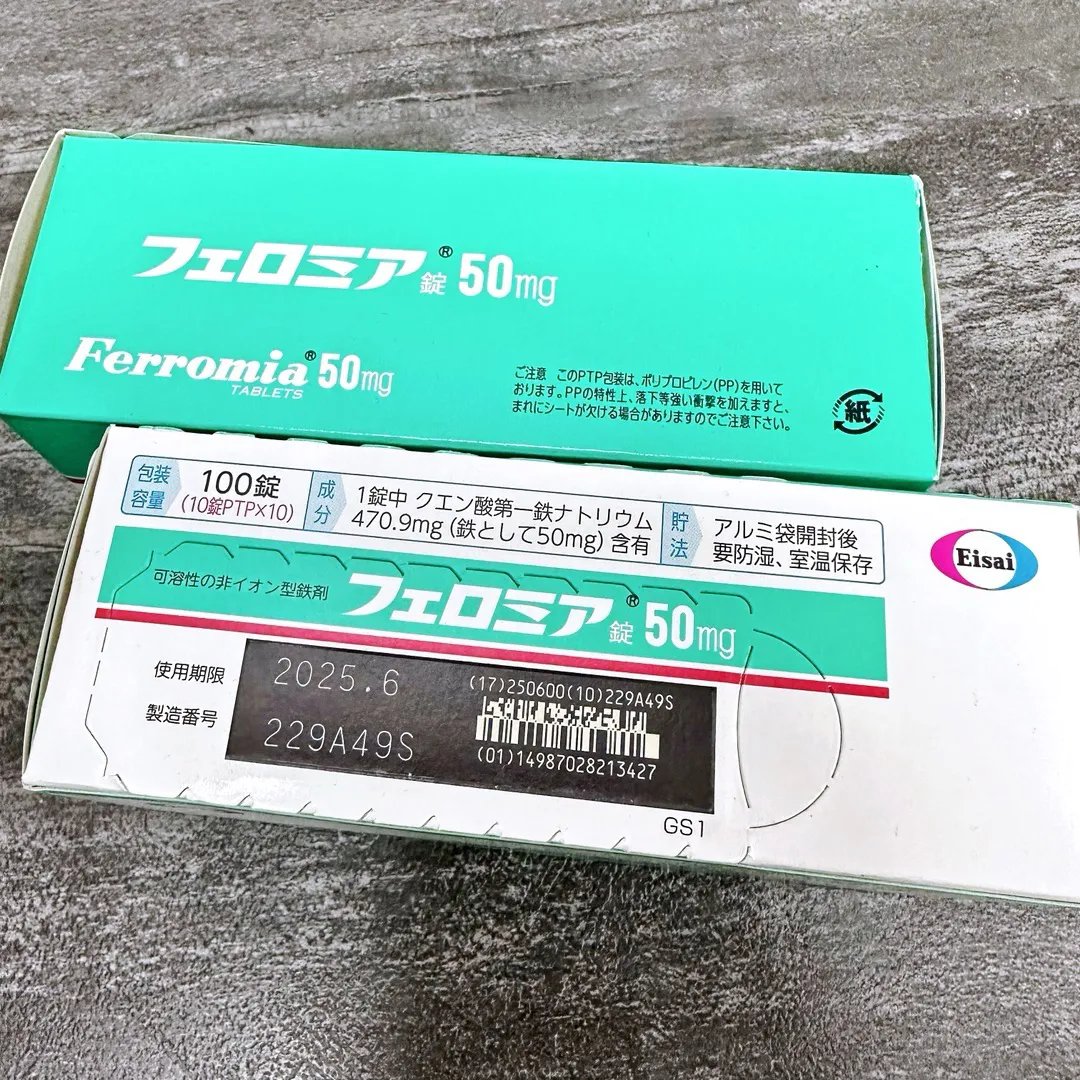 フェロミア®錠 50mg
Ferromia® 50mg
TABLETS
ご注意 このPTP包装は、ポリプロピレン(PP)を用いて
おります。PPの特性上、落下等強い衝撃を加えますと、
まれにシートが欠ける場合がありますのでご注意下さい。
紙
包装
容量
100錠
(10錠PTP×10)
成
分
1錠中 クエン酸第一鉄ナトリウム
470.9mg (鉄として50mg) 含有
貯
法
アルミ袋開封後
要防湿、室温保存
Eisai
可溶性の非イオン型鉄剤 フェロミア®錠 50mg
使用期限 2025.6
製造番号 229A49S
(17)250600(10)229A49S
(01)14987028213427
GS1